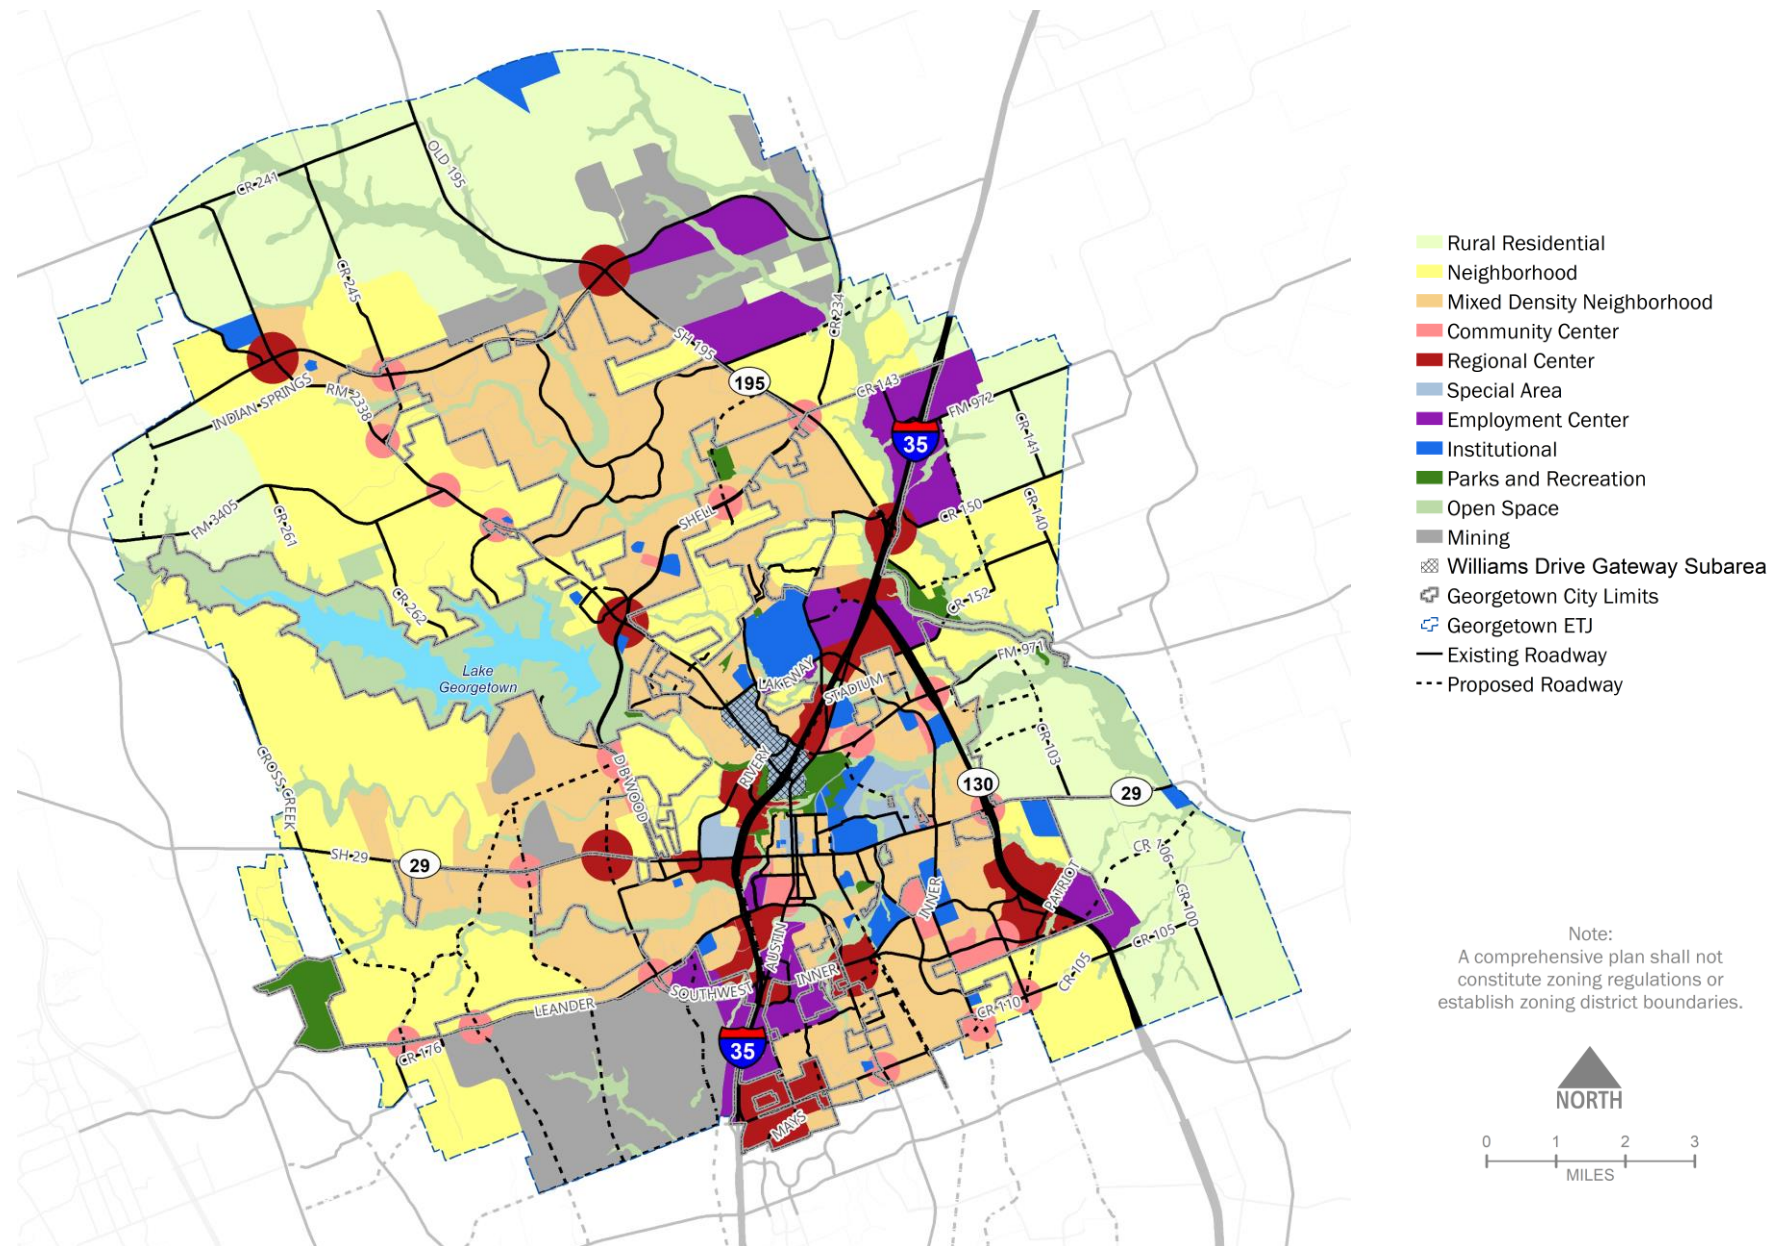 OLD 195
CR 241
CR 245
CR 234
SH 195
195
CR 143
INDIAN SPRINGS
RM 2338
FM 972
CR 141
35
FM 3405
CR 261
SHELL
CR 150
CR 140
CR 262
CR 152
Lake
Georgetown
LAKEWAY
STADIUM
FM 971
CROSS CREEK
DB WOOD
RIVERY
CR 103
130
29
SH 29
29
CR 106
PATRIOT
INNER
CR 100
AUSTIN
CR 105
CR 105
INNER
SOUTHWEST
LEANDER
CR 110
CR 176
35
MAYS
Rural Residential
Neighborhood
Mixed Density Neighborhood
Community Center
Regional Center
Special Area
Employment Center
Institutional
Parks and Recreation
Open Space
Mining
Williams Drive Gateway Subarea
Georgetown City Limits
Georgetown ETJ
Existing Roadway
Proposed Roadway
Note:
A comprehensive plan shall not
constitute zoning regulations or
establish zoning district boundaries.
NORTH
0 1 2 3
MILES